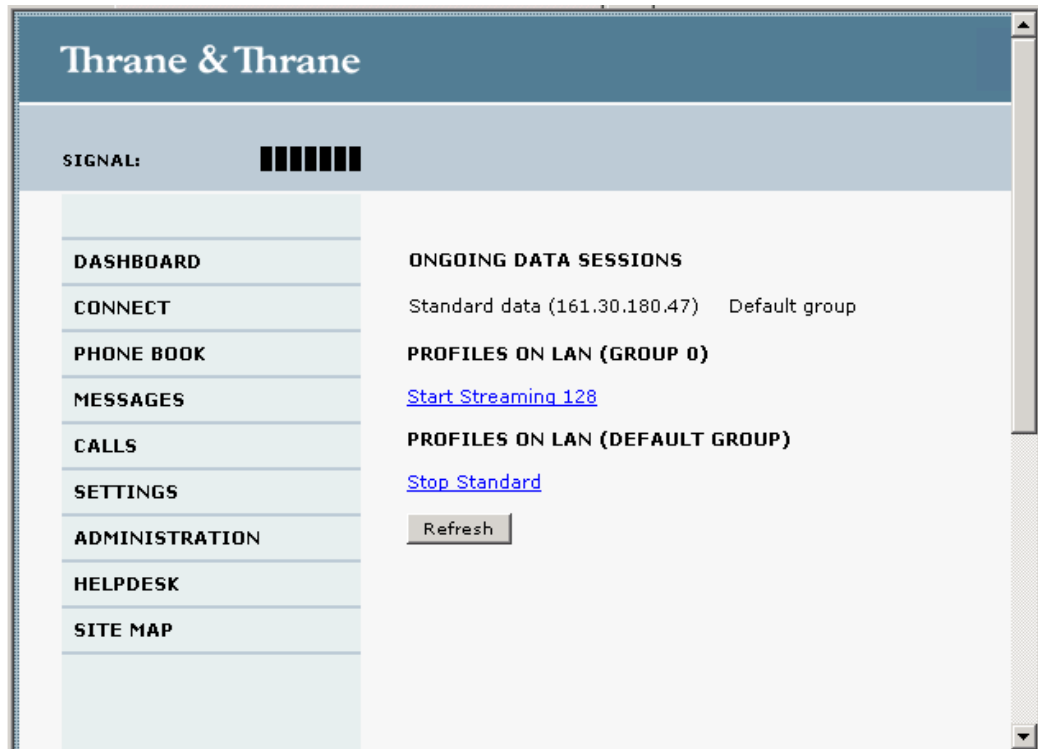 Thrane & Thrane
SIGNAL:
DASHBOARD
CONNECT
PHONE BOOK
MESSAGES
CALLS
SETTINGS
ADMINISTRATION
HELPDESK
SITE MAP
ONGOING DATA SESSIONS
Standard data (161.30.180.47) Default group
PROFILES ON LAN (GROUP 0)
Start Streaming 128
PROFILES ON LAN (DEFAULT GROUP)
Stop Standard
Refresh